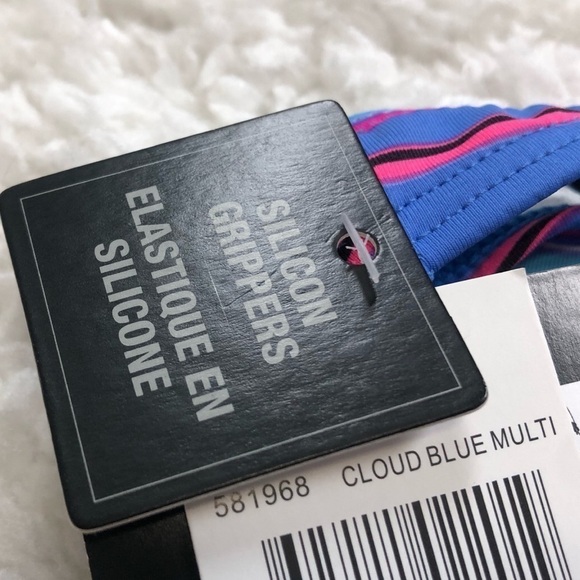 SILICON
GRIPPERS
ELASTIQUE EN
SILICONE
581968 CLOUD BLUE MULTI